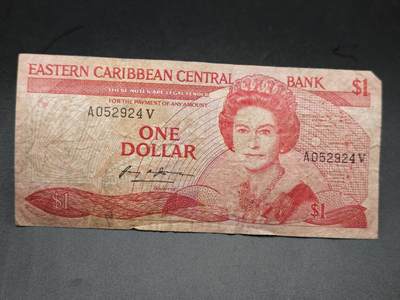 EASTERN CARIBBEAN CENTRAL BANK $1
THESE NOTES ARE LEGAL TENDER
FOR THE PAYMENT OF ANY AMOUNT
A052924V
ONE
DOLLAR
A052924V
$1
$1